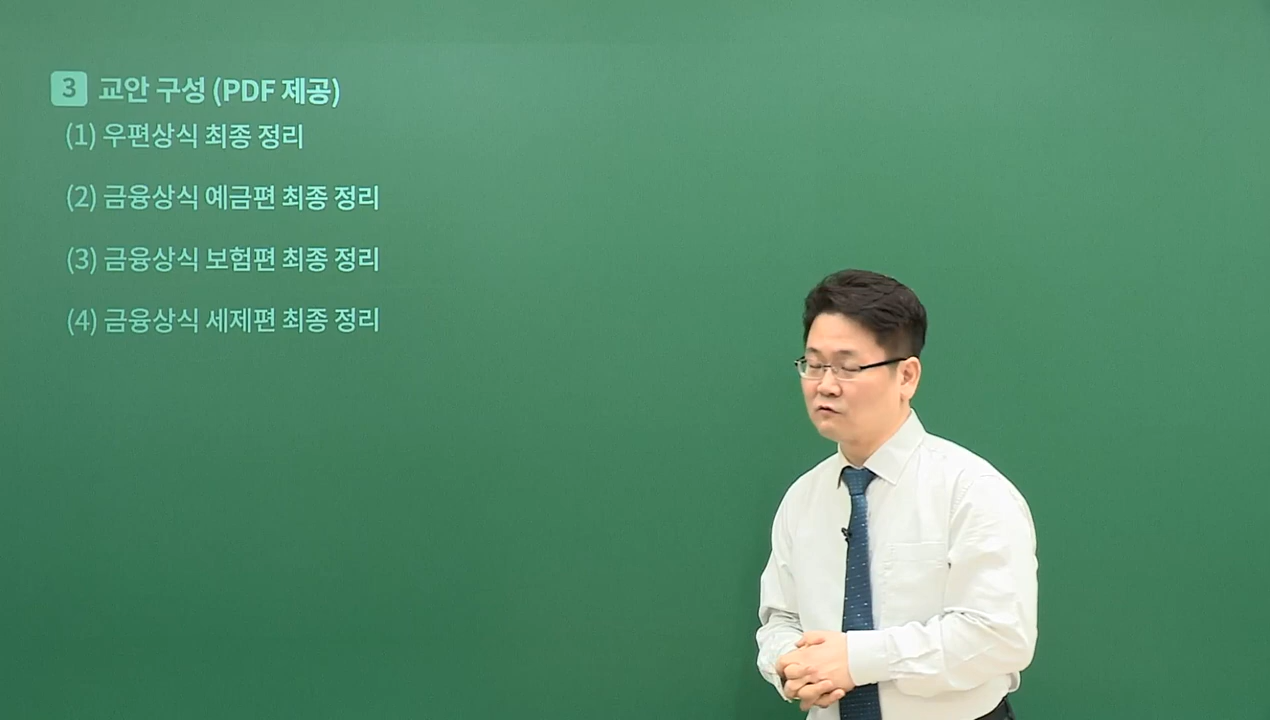 3 교안 구성 (PDF 제공)
(1) 우편상식 최종 정리
(2) 금융상식 예금편 최종 정리
(3) 금융상식 보험편 최종 정리
(4) 금융상식 세제편 최종 정리